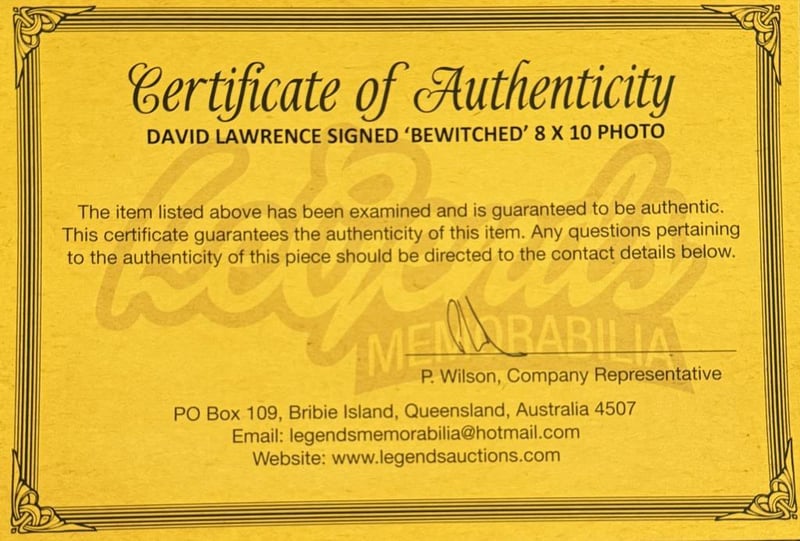 Certificate of Authenticity
DAVID LAWRENCE SIGNED ‘BEWITCHED’ 8 X 10 PHOTO
Legends
MEMORABILIA
The item listed above has been examined and is guaranteed to be authentic.
This certificate guarantees the authenticity of this item. Any questions pertaining
to the authenticity of this piece should be directed to the contact details below.
P. Wilson, Company Representative
PO Box 109, Bribie Island, Queensland, Australia 4507
Email: legendsmemorabilia@hotmail.com
Website: www.legendsauctions.com